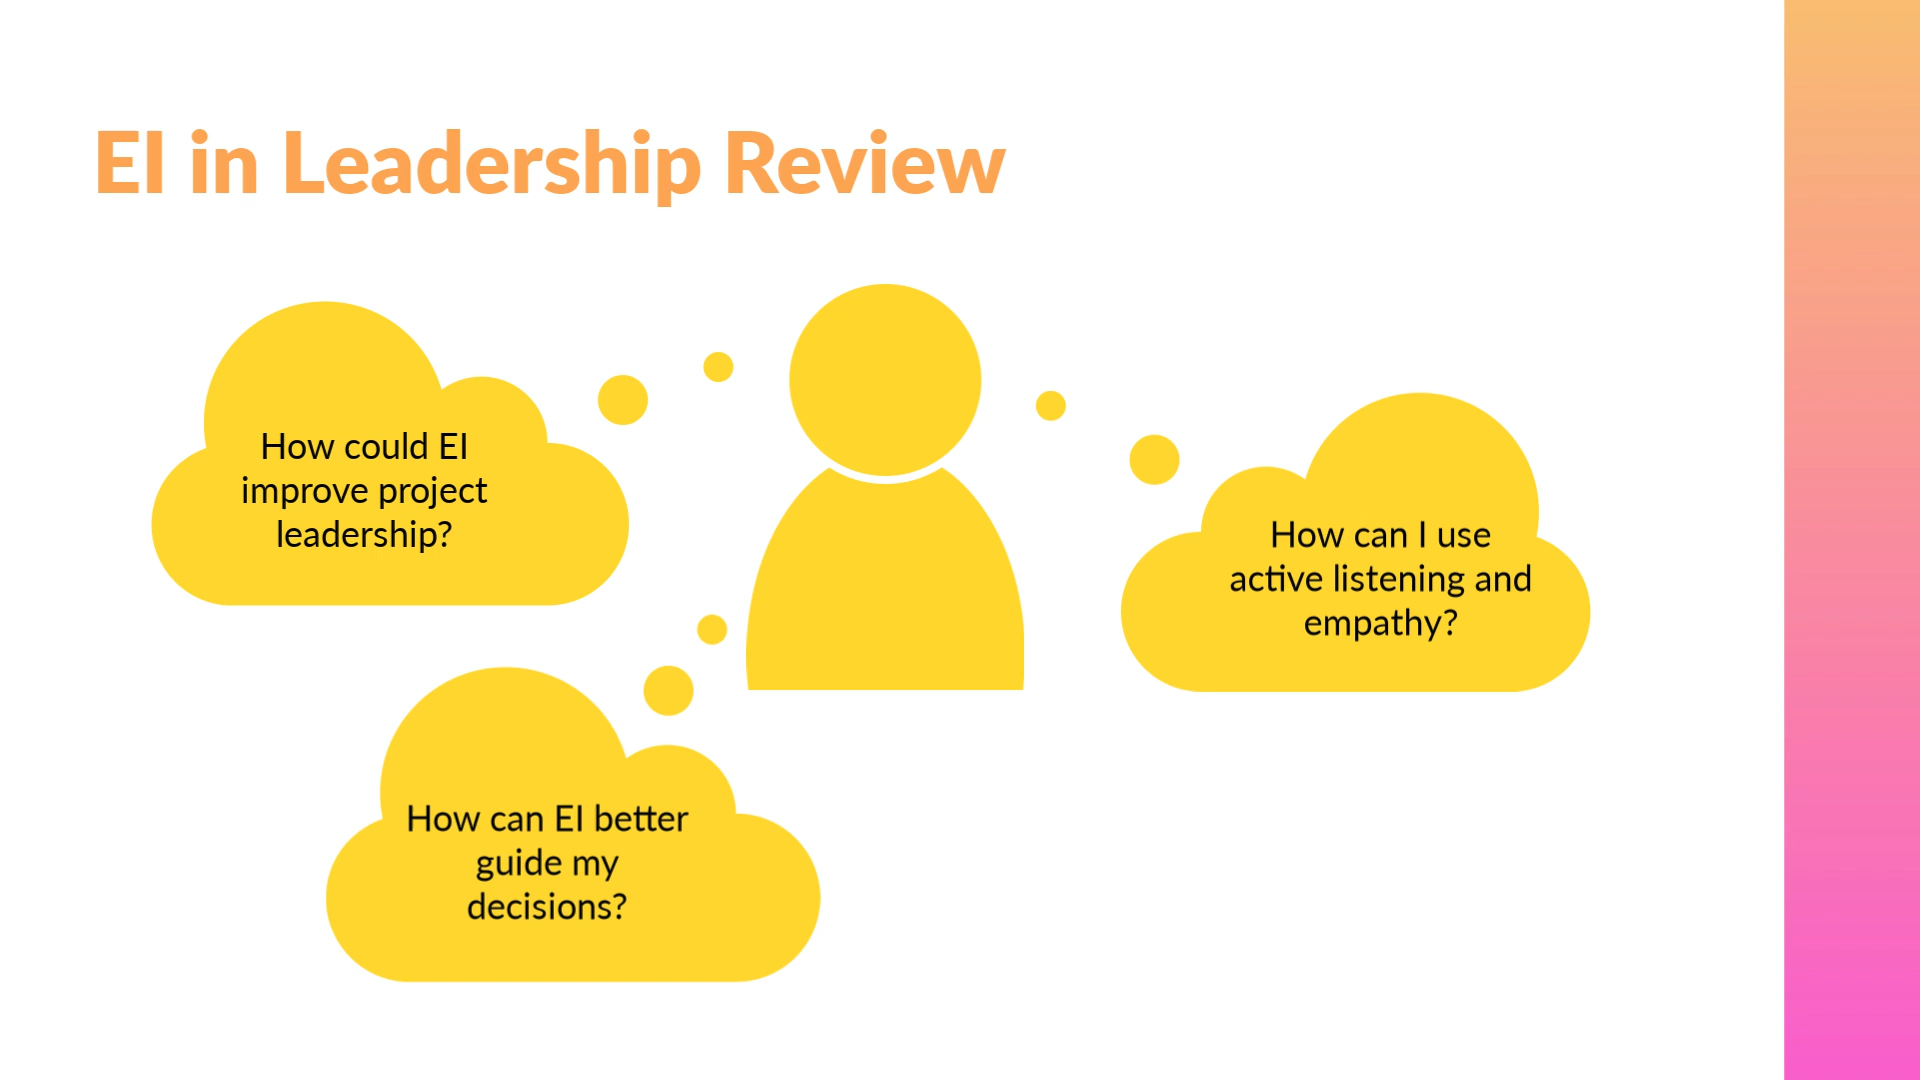 EI in Leadership Review
How could EI
improve project
leadership?
How can I use
active listening and
empathy?
How can EI better
guide my
decisions?